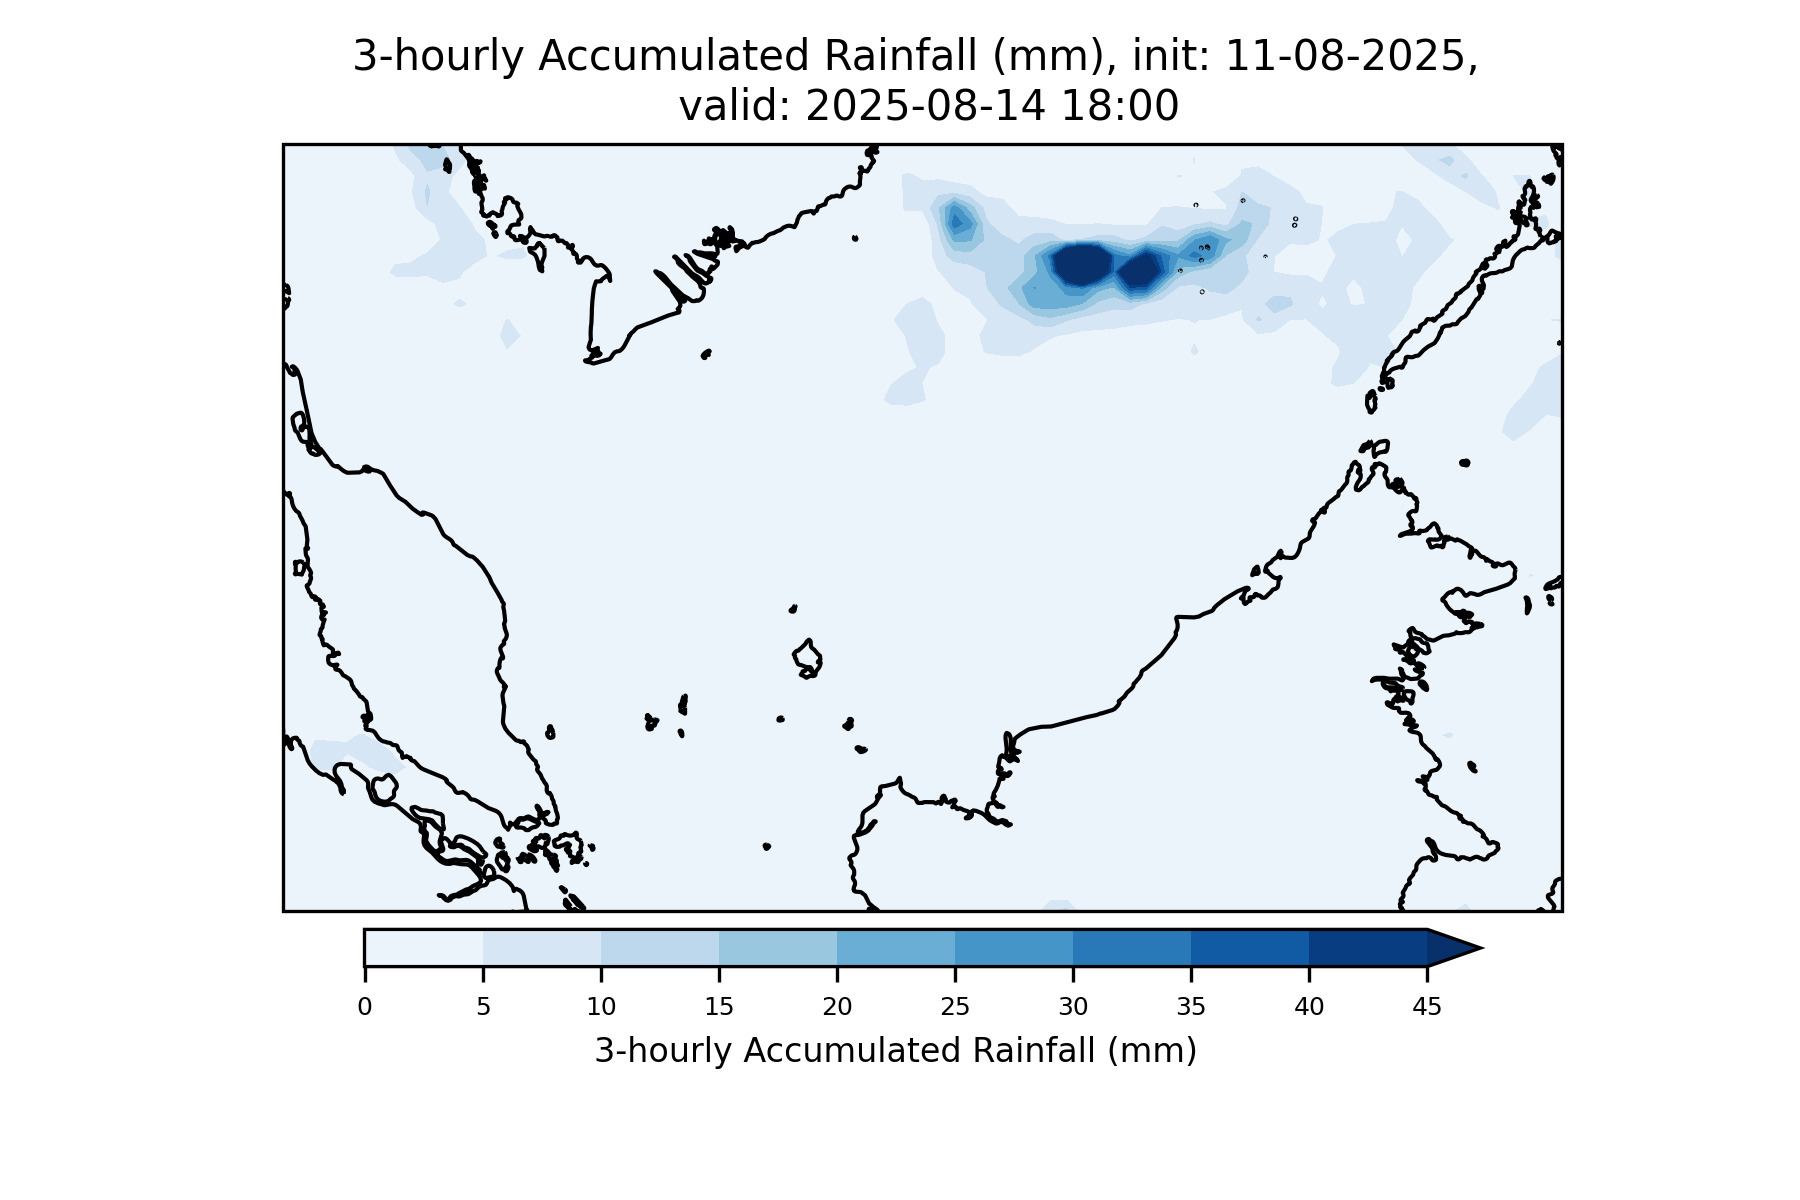 3-hourly Accumulated Rainfall (mm), init: 11-08-2025,
valid: 2025-08-14 18:00
0 5 10 15 20 25 30 35 40 45
3-hourly Accumulated Rainfall (mm)